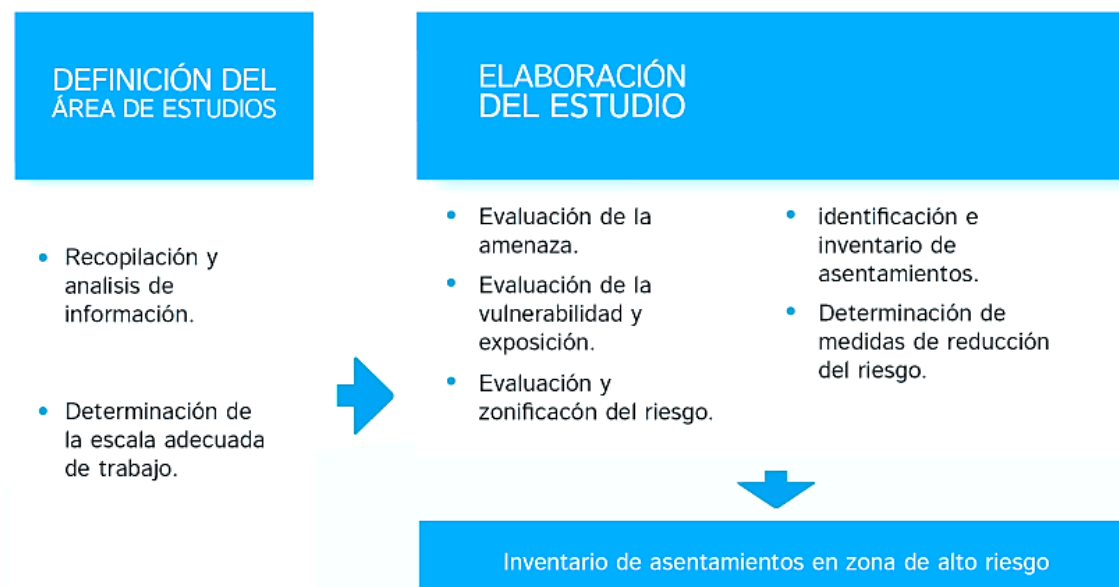 DEFINICIÓN DEL
ÁREA DE ESTUDIOS
Recopilación y
analisis de
información.
Determinación de
la escala adecuada
de trabajo.
ELABORACIÓN
DEL ESTUDIO
Evaluación de la
amenaza.
Evaluación de la
vulnerabilidad y
exposición.
Evaluación y
zonificacón del riesgo.
identificación e
inventario de
asentamientos.
Determinación de
medidas de reducción
del riesgo.
Inventario de asentamientos en zona de alto riesgo